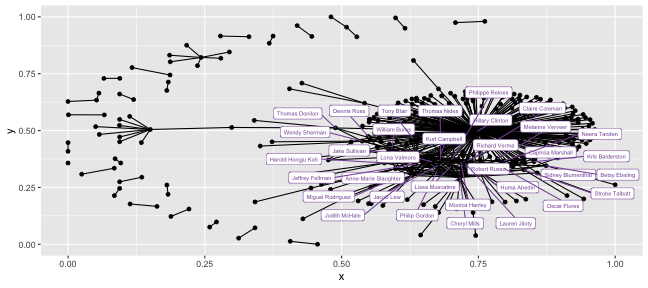 1.00
0.75
0.50
0.25
0.00
y
Philippe Reines
Thomas Donilon
Dennis Ross
Tony Blair
Thomas Nides
Claire Coleman
Hillary Clinton
Wendy Sherman
William Burns
Melanne Verveer
Neera Tanden
Kurt Campbell
Richard Verma
Jake Sullivan
Lona Valmoro
Capricia Marshall
Kris Balderston
Harold Hongju Koh
Robert Russo
Jeffrey Feltman
Anne-Marie Slaughter
Sidney Blumenthal
Betsy Ebeling
Lissa Muscatine
Huma Abedin
Miguel Rodriguez
Jacob Lew
Strobe Talbott
Monica Hanley
Oscar Flores
Judith McHale
Philip Gordon
Cheryl Mills
Lauren Jiloty
0.00
0.25
0.50
0.75
1.00
x